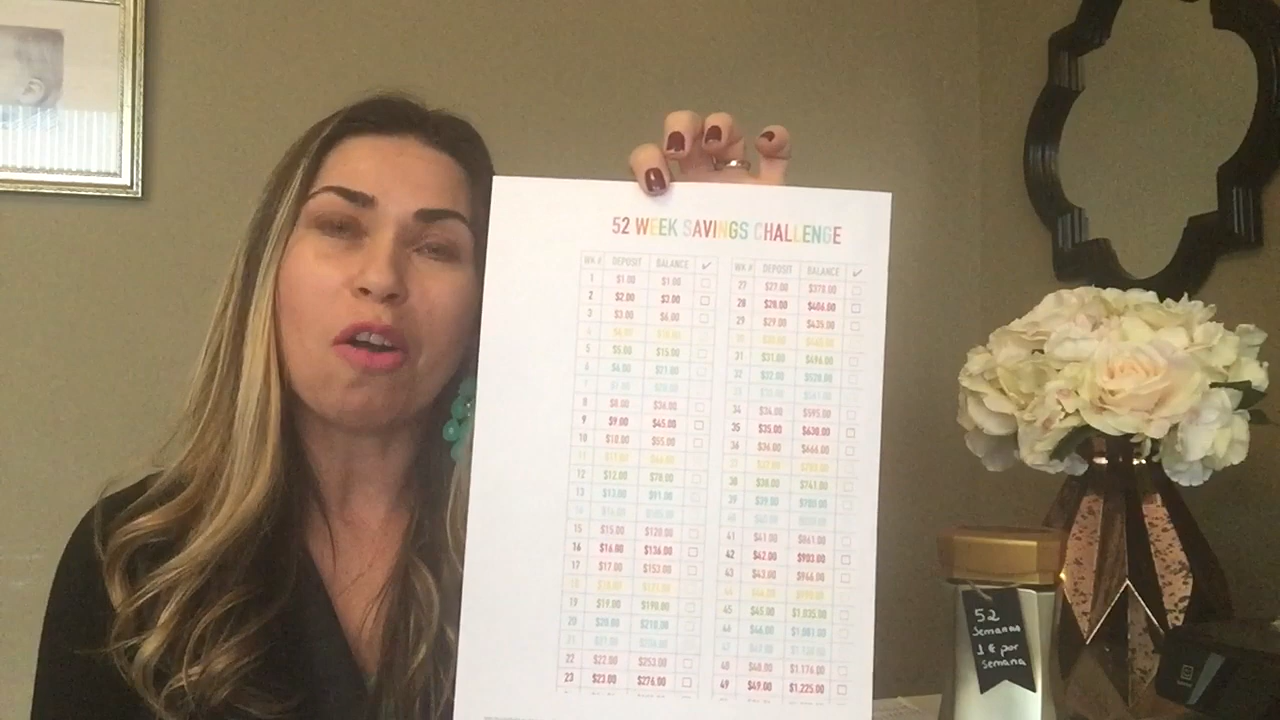 52 WEEK SAVINGS CHALLENGE
WK # DEPOSIT BALANCE ✓
1 $1.00 $1.00
2 $2.00 $3.00
3 $3.00 $6.00
5 $5.00 $15.00
6 $6.00 $21.00
8 $8.00 $36.00
9 $9.00 $45.00
10 $10.00 $55.00
12 $12.00 $78.00
13 $13.00 $91.00
15 $15.00 $120.00
16 $16.00 $136.00
17 $17.00 $153.00
19 $19.00 $190.00
20 $20.00 $210.00
22 $22.00 $253.00
23 $23.00 $276.00
WK # DEPOSIT BALANCE ✓
27 $27.00 $378.00
28 $28.00 $406.00
29 $29.00 $435.00
31 $31.00 $496.00
32 $32.00 $528.00
34 $34.00 $595.00
35 $35.00 $630.00
36 $36.00 $666.00
38 $38.00 $741.00
39 $39.00 $780.00
41 $41.00 $861.00
42 $42.00 $903.00
43 $43.00 $946.00
45 $45.00 $1,035.00
46 $46.00 $1,081.00
48 $48.00 $1,176.00
49 $49.00 $1,225.00
52
Semanas
1 € por
Semana